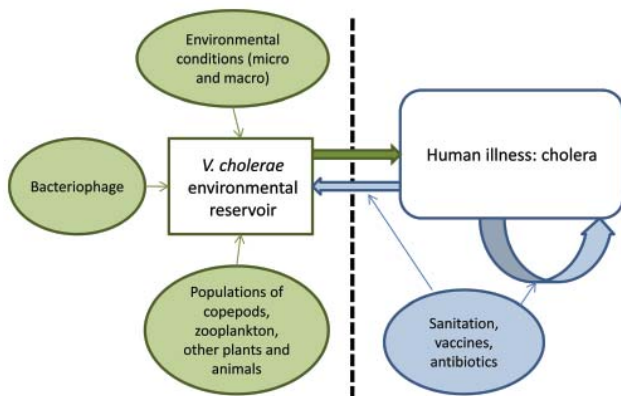 Environmental
conditions (micro
and macro)
Bacteriophage
V. cholerae
environmental
reservoir
Human illness: cholera
Populations of
copepods,
zooplankton,
other plants and
animals
Sanitation,
vaccines,
antibiotics